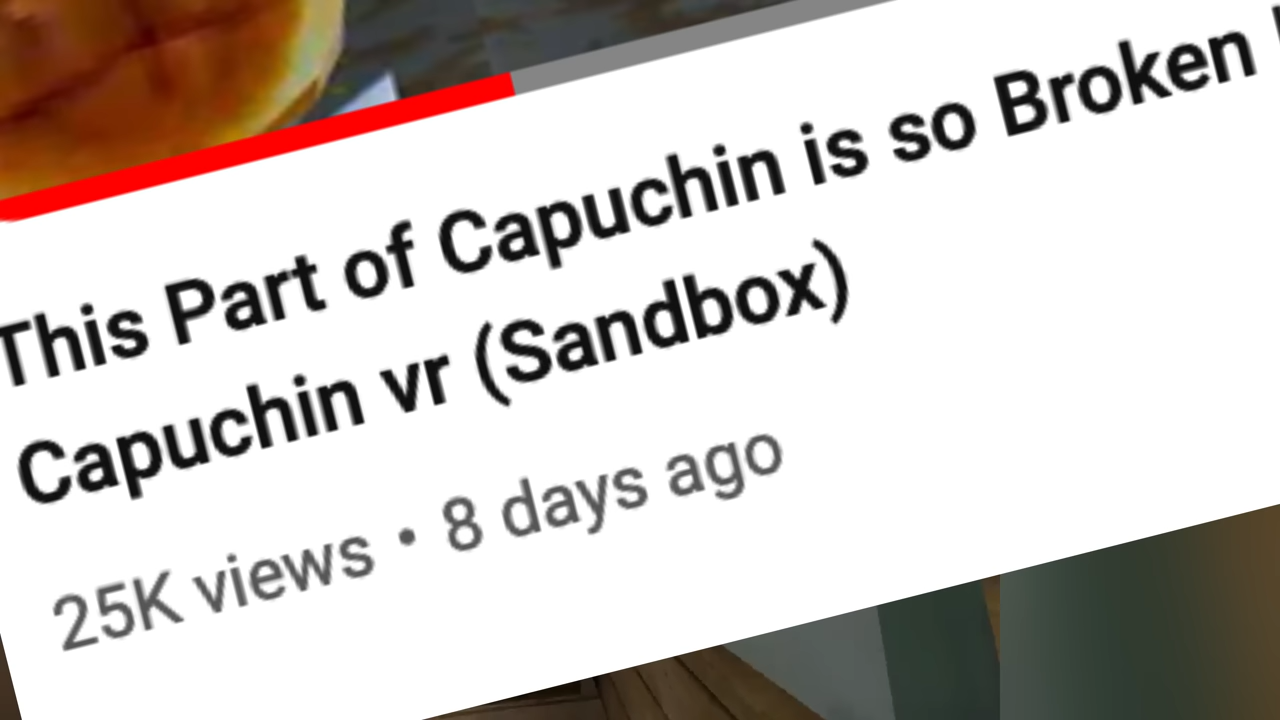 This Part of Capuchin is so Broken
Capuchin vr (Sandbox)
25K views • 8 days ago